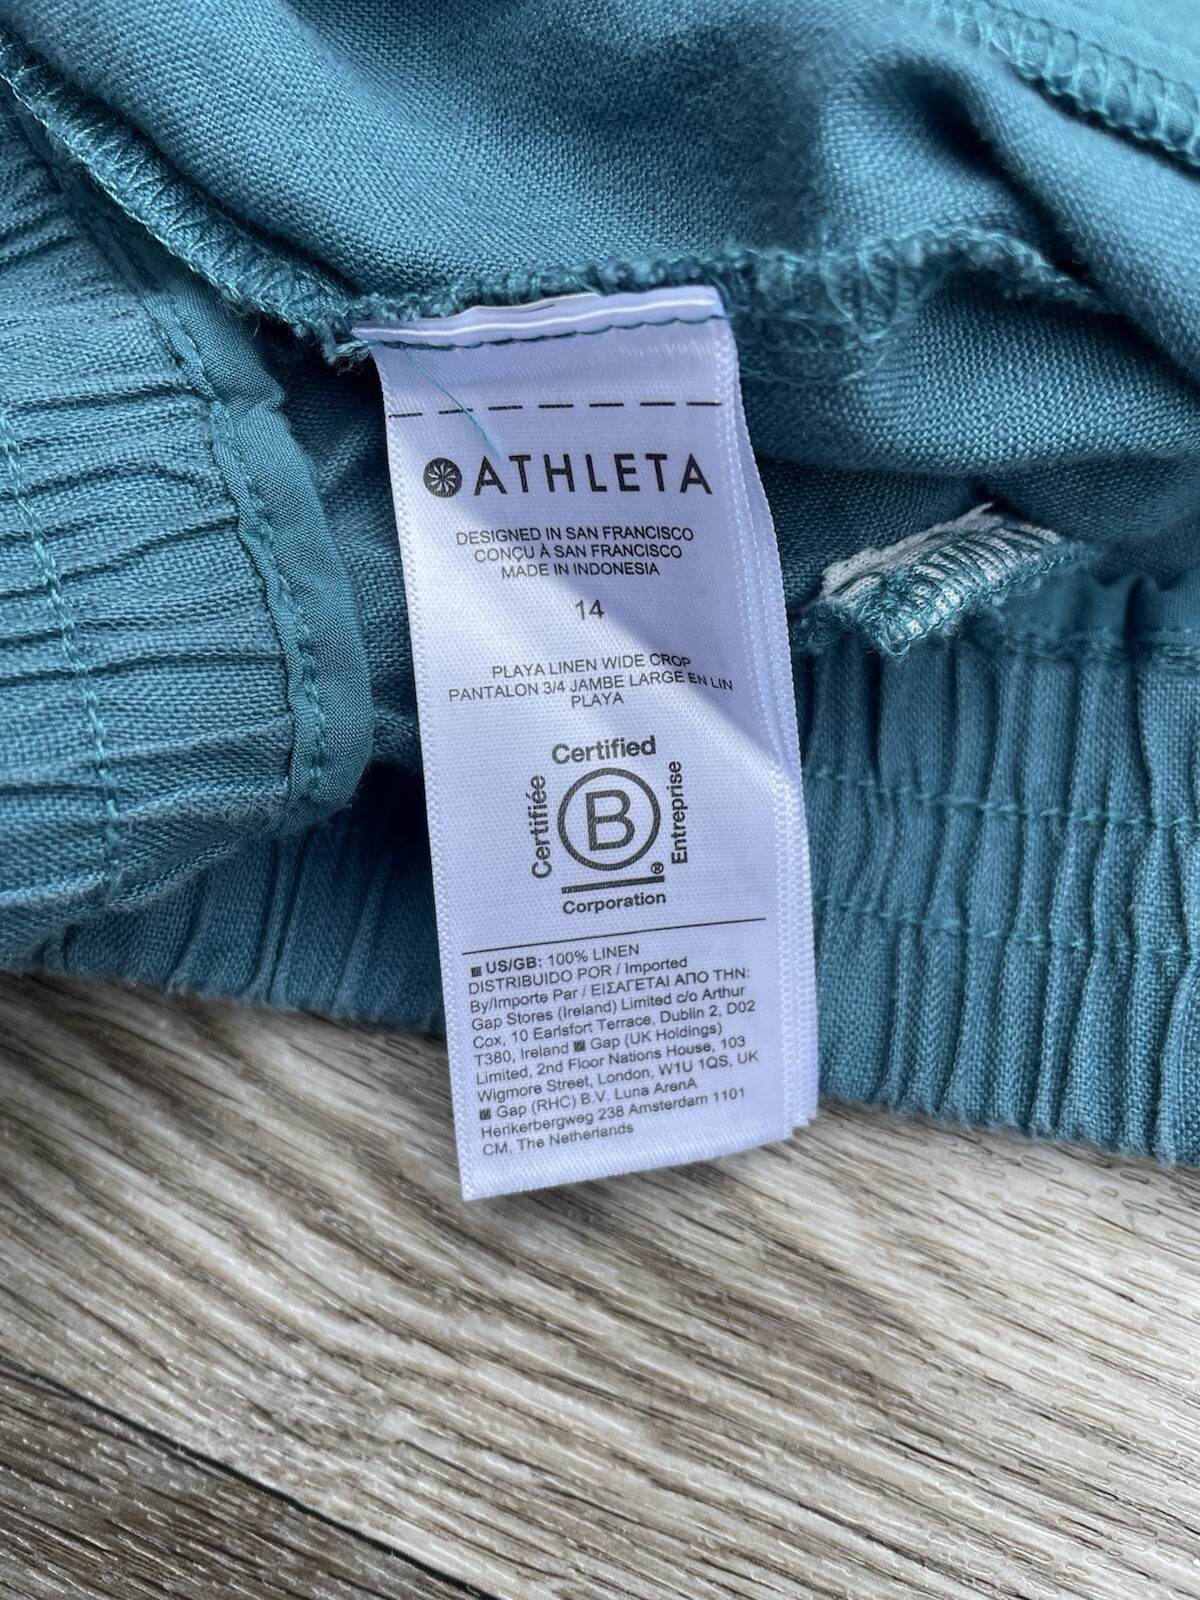 ATHLETA
DESIGNED IN SAN FRANCISCO
CONÇU À SAN FRANCISCO
MADE IN INDONESIA
14
PLAYA LINEN WIDE CROP
PANTALON 3/4 JAMBE LARGE EN LIN
PLAYA
Certified
Certifiée
B
Entreprise
®
Corporation
US/GB: 100% LINEN
DISTRIBUIDO POR / Imported
By/Importe Par / ΕΙΣΑΓΕΤΑΙ ΑΠΟ ΤΗΝ:
Gap Stores (Ireland) Limited c/o Arthur
Cox, 10 Earlsfort Terrace, Dublin 2, D02
T380, Ireland Gap (UK Holdings)
Limited, 2nd Floor Nations House, 103
Wigmore Street, London, W1U 1QS, UK
Gap (RHC) B.V. Luna ArenA
Herikerbergweg 238 Amsterdam 1101
CM, The Netherlands